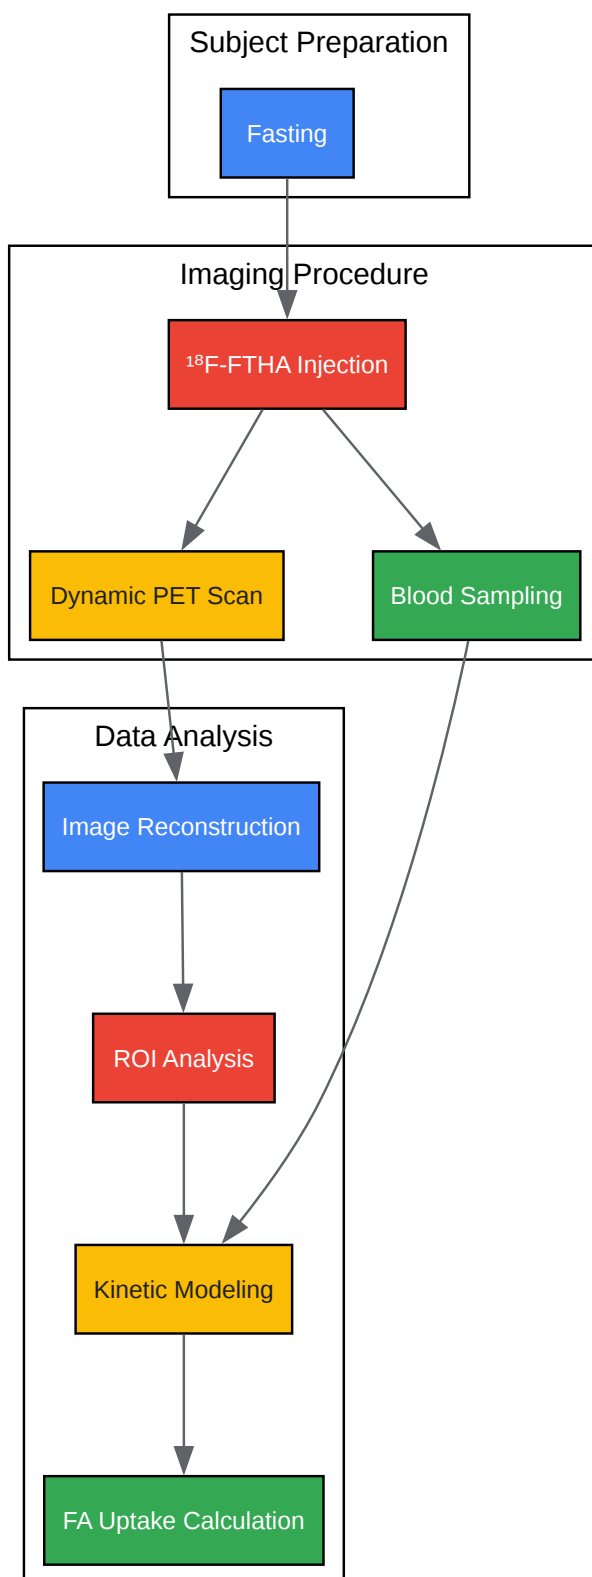 Subject Preparation
Fasting
Imaging Procedure
¹⁸F-FTHA Injection
Dynamic PET Scan
Blood Sampling
Data Analysis
Image Reconstruction
ROI Analysis
Kinetic Modeling
FA Uptake Calculation